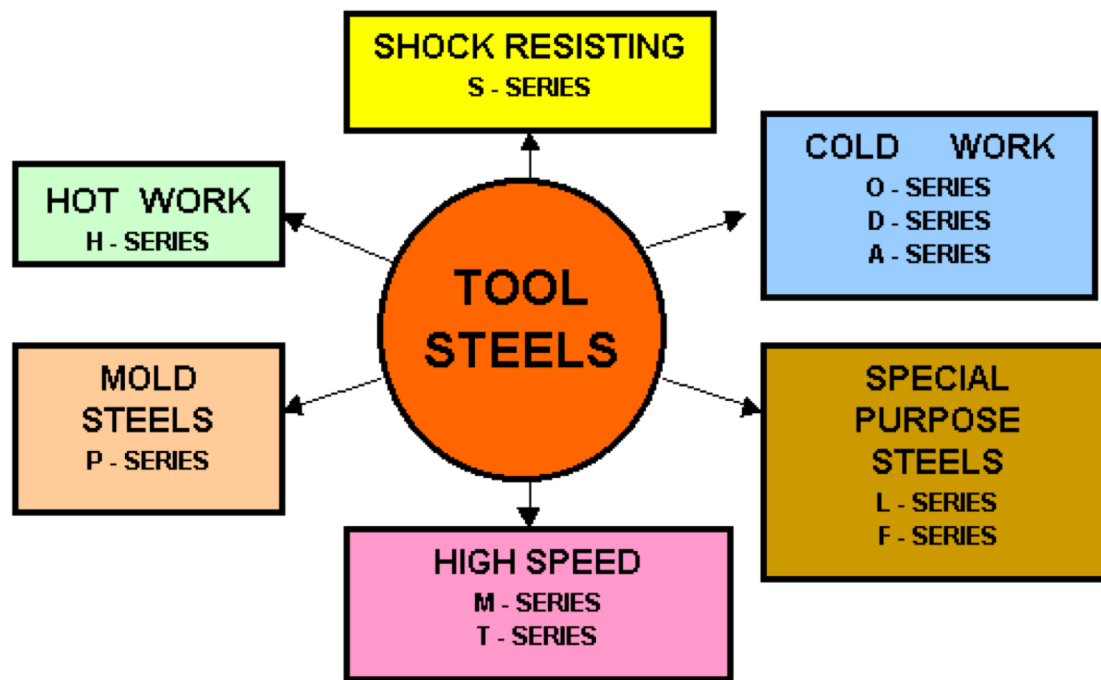 SHOCK RESISTING
S - SERIES
COLD WORK
O - SERIES
D - SERIES
A - SERIES
HOT WORK
H - SERIES
TOOL
STEELS
MOLD
STEELS
P - SERIES
SPECIAL
PURPOSE
STEELS
L - SERIES
F - SERIES
HIGH SPEED
M - SERIES
T - SERIES